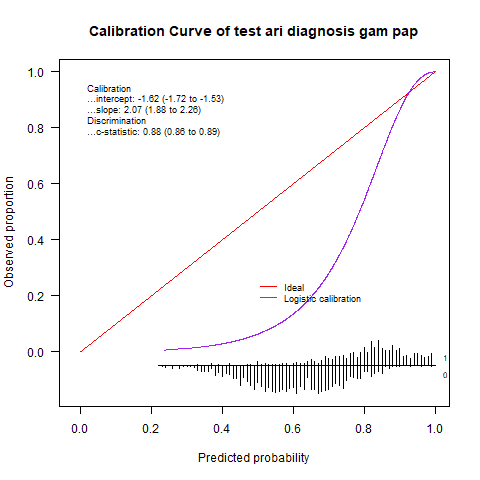 Calibration Curve of test ari diagnosis gam pap
Calibration
...intercept: -1.62 (-1.72 to -1.53)
...slope: 2.07 (1.88 to 2.26)
Discrimination
...c-statistic: 0.88 (0.86 to 0.89)
Observed proportion
1.0
0.8
0.6
0.4
0.2
0.0
Ideal
Logistic calibration
1
0
0.0 0.2 0.4 0.6 0.8 1.0
Predicted probability